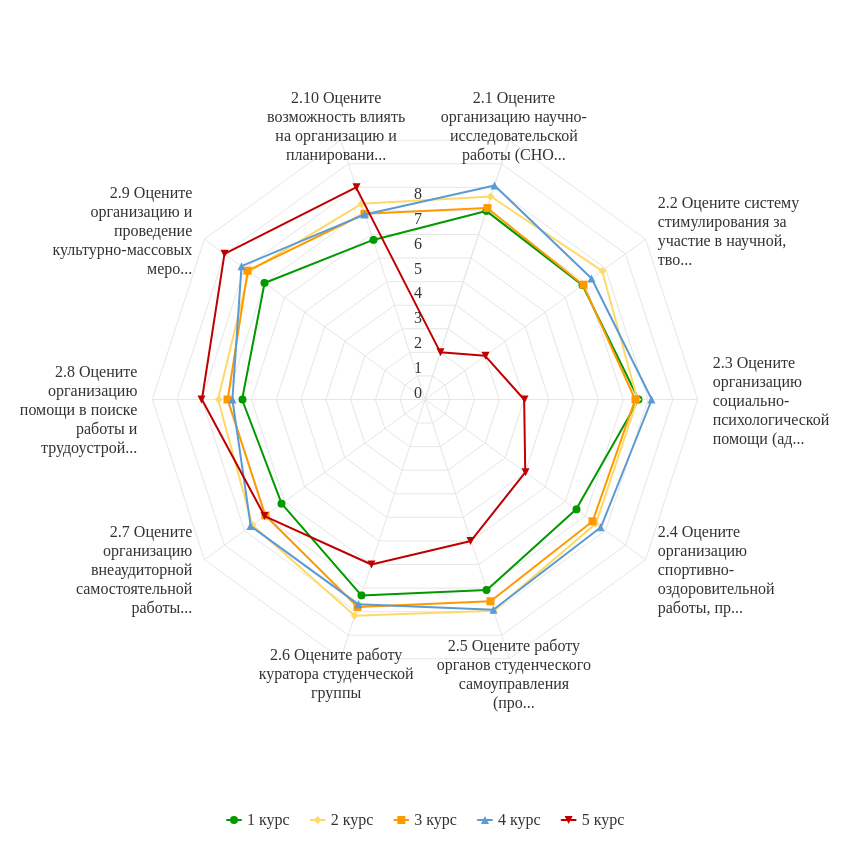 2.10 Оцените
возможность влиять
на организацию и
планировани...
2.1 Оцените
организацию научно-
исследовательской
работы (СНО...
2.2 Оцените систему
стимулирования за
участие в научной,
тво...
2.3 Оцените
организацию
социально-
психологической
помощи (ад...
2.4 Оцените
организацию
спортивно-
оздоровительной
работы, пр...
2.5 Оцените работу
органов студенческого
самоуправления
(про...
2.6 Оцените работу
куратора студенческой
группы
2.7 Оцените
организацию
внеаудиторной
самостоятельной
работы...
2.8 Оцените
организацию
помощи в поиске
работы и
трудоустрой...
2.9 Оцените
организацию и
проведение
культурно-массовых
меро...
8
7
6
5
4
3
2
1
0
1 курс
2 курс
3 курс
4 курс
5 курс